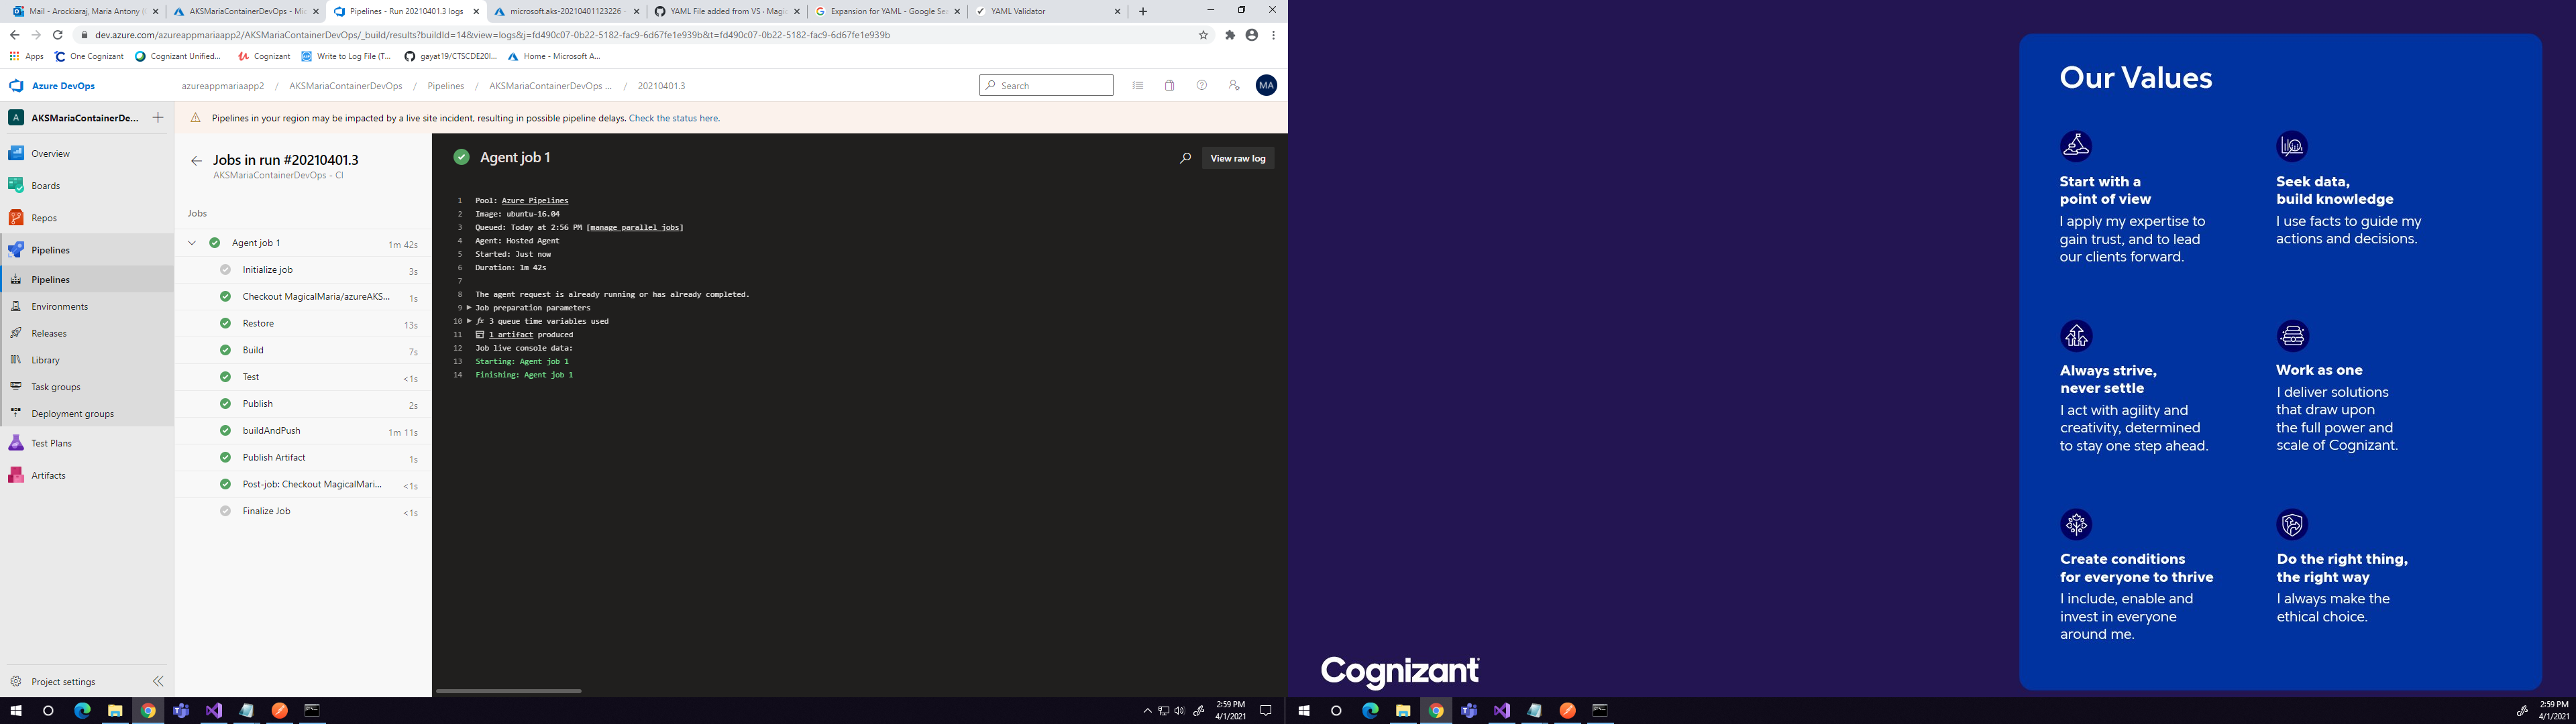 Mail - Arockiaraj, Maria Antony (
AKSMariaContainerDevOps - Mic
Pipelines - Run 20210401.3 logs
microsoft.aks-20210401123226 -
YAML File added from VS · Magic
Expansion for YAML - Google Sea
YAML Validator
dev.azure.com/azureappmariaapp2/AKSMariaContainerDevOps/_build/results?buildId=14&view=logs&j=fd490c07-0b22-5182-fac9-6d67fe1e939b&t=fd490c07-0b22-5182-fac9-6d67fe1e939b
Apps
One Cognizant
Cognizant Unified...
Cognizant
Write to Log File (T...
gayat19/CTSCDE20I...
Home - Microsoft A...
Azure DevOps
azureappmariaapp2 / AKSMariaContainerDevOps / Pipelines / AKSMariaContainerDevOps ... / 20210401.3
Search
MA
A AKSMariaContainerDe...
Pipelines in your region may be impacted by a live site incident, resulting in possible pipeline delays. Check the status here.
Overview
Boards
Repos
Pipelines
Pipelines
Environments
Releases
Library
Task groups
Deployment groups
Test Plans
Artifacts
Project settings
Jobs in run #20210401.3
AKSMariaContainerDevOps - CI
Jobs
Agent job 1 1m 42s
Initialize job 3s
Checkout MagicalMaria/azureAKS... 1s
Restore 13s
Build 7s
Test <1s
Publish 2s
buildAndPush 1m 11s
Publish Artifact 1s
Post-job: Checkout MagicalMari... <1s
Finalize Job <1s
Agent job 1
View raw log
1 Pool: Azure Pipelines
2 Image: ubuntu-16.04
3 Queued: Today at 2:56 PM [manage parallel jobs]
4 Agent: Hosted Agent
5 Started: Just now
6 Duration: 1m 42s
7
8 The agent request is already running or has already completed.
9 Job preparation parameters
10 fx 3 queue time variables used
11 1 artifact produced
12 Job live console data:
13 Starting: Agent job 1
14 Finishing: Agent job 1
2:59 PM
4/1/2021
Our Values
Start with a
point of view
I apply my expertise to
gain trust, and to lead
our clients forward.
Seek data,
build knowledge
I use facts to guide my
actions and decisions.
Always strive,
never settle
I act with agility and
creativity, determined
to stay one step ahead.
Work as one
I deliver solutions
that draw upon
the full power and
scale of Cognizant.
Create conditions
for everyone to thrive
I include, enable and
invest in everyone
around me.
Do the right thing,
the right way
I always make the
ethical choice.
Cognizant
2:59 PM
4/1/2021